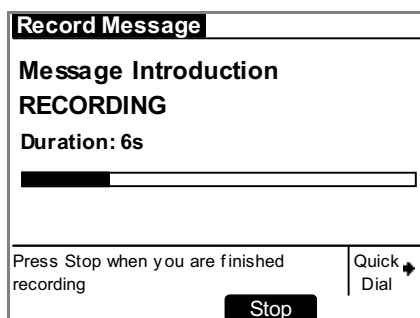 Record Message
Message Introduction
RECORDING
Duration: 6s
Press Stop when you are finished
recording
Quick
Dial
Stop